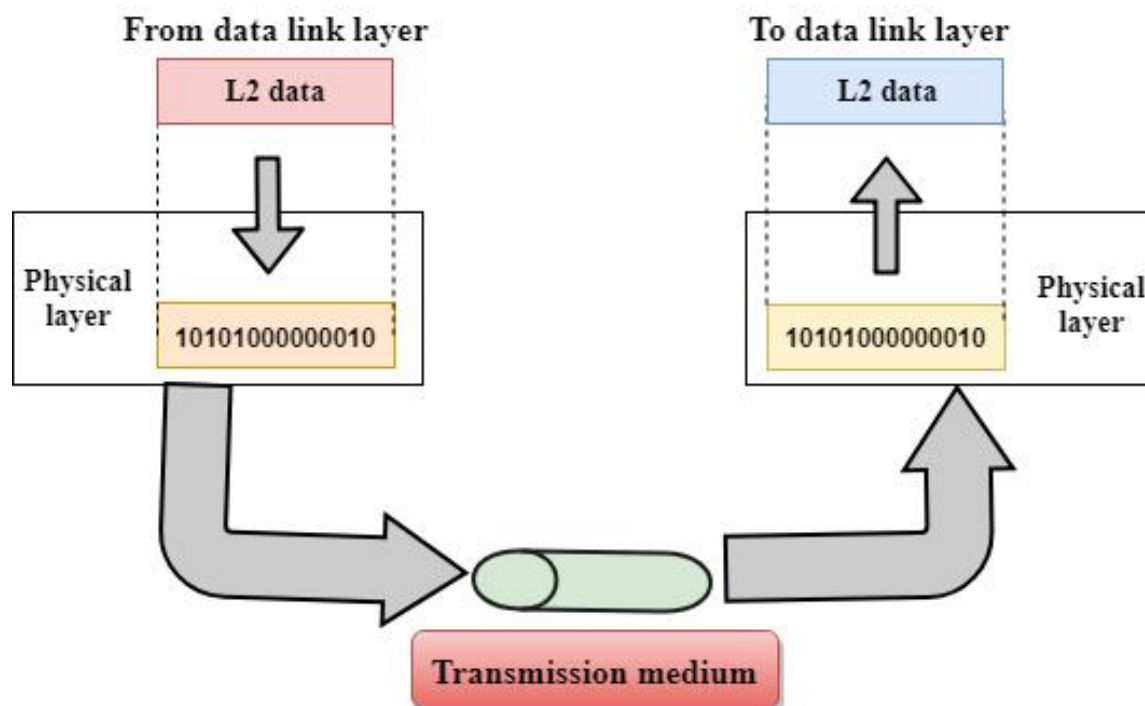 From data link layer
L2 data
Physical
layer
10101000000010
To data link layer
L2 data
10101000000010
Physical
layer
Transmission medium